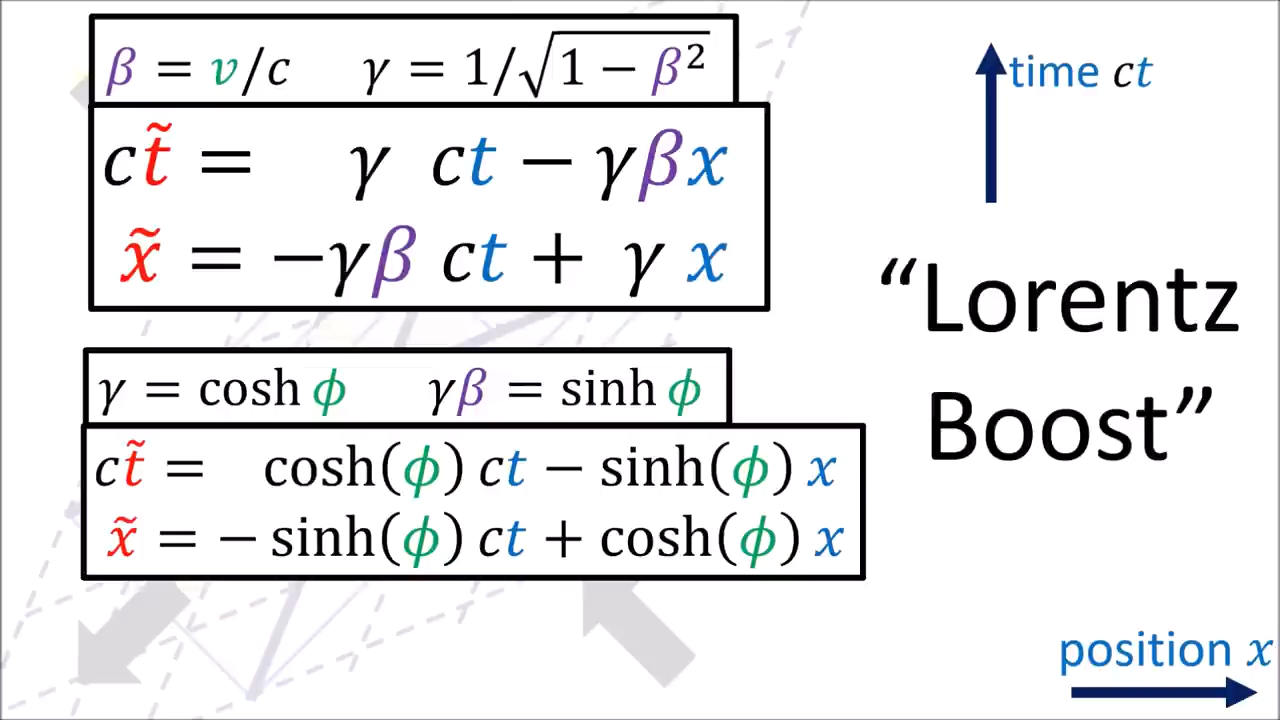 β = v/c γ = 1/√(1 − β²)
ct̃ = γ ct − γβx
x̃ = −γβ ct + γ x
γ = cosh ϕ γβ = sinh ϕ
ct̃ = cosh(ϕ) ct − sinh(ϕ) x
x̃ = − sinh(ϕ) ct + cosh(ϕ) x
time ct
“Lorentz
Boost”
position x